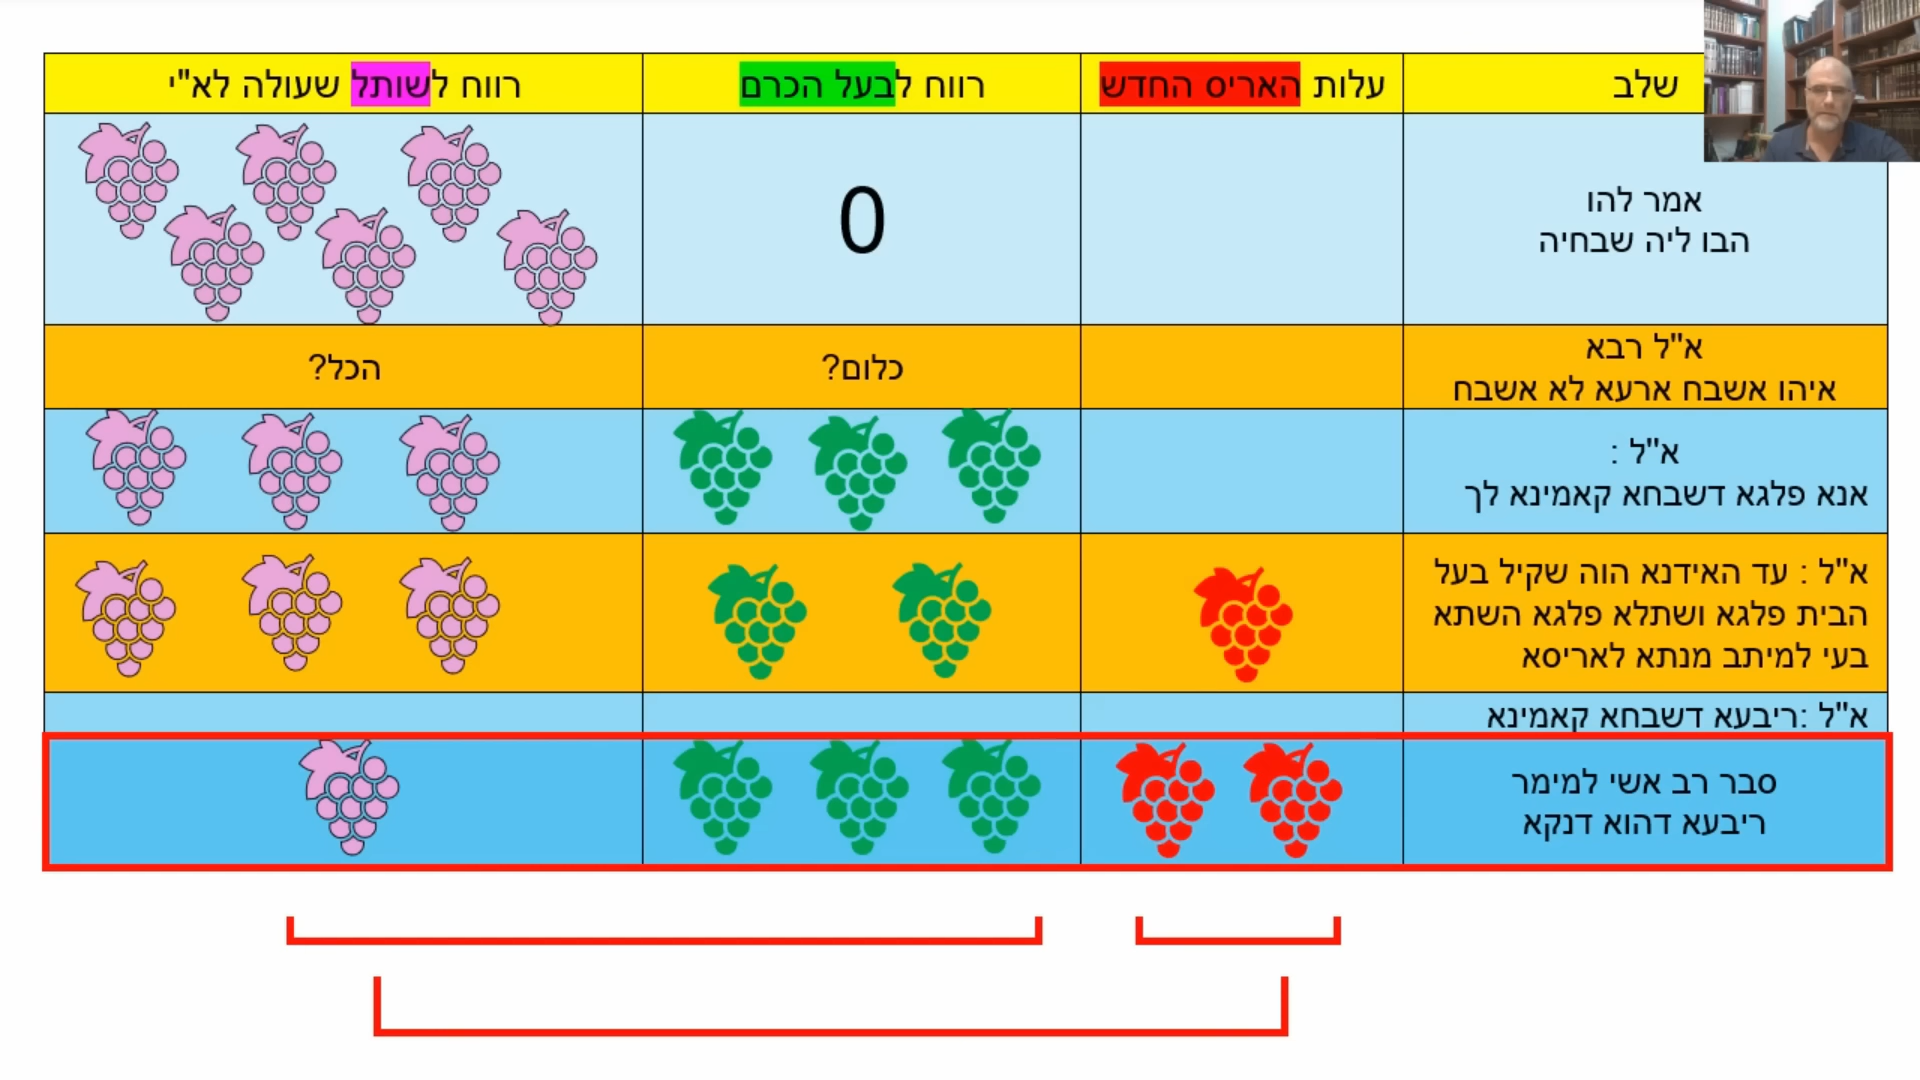 שלב
עלות האריס החדש
רווח לבעל הכרם
רווח לשותל שעולה לא"י
אמר להו
הבו ליה שבחיה
0
א"ל רבא
איהו אשבח ארעא לא אשבח
כלום?
הכל?
א"ל :
אנא פלגא דשבחא קאמינא לך
א"ל : עד האידנא הוה שקיל בעל
הבית פלגא ושתלא פלגא השתא
בעי למיתב מנתא לאריסא
א"ל :ריבעא דשבחא קאמינא
סבר רב אשי למימר
ריבעא דהוא דנקא